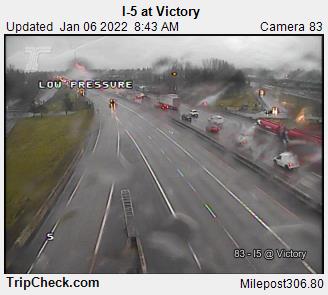 I-5 at Victory
Updated  Jan 06 2022  8:43 AM
Camera 83
LOW PRESSURE
S
83 - I5 @ Victory
TripCheck.com
Milepost306.80